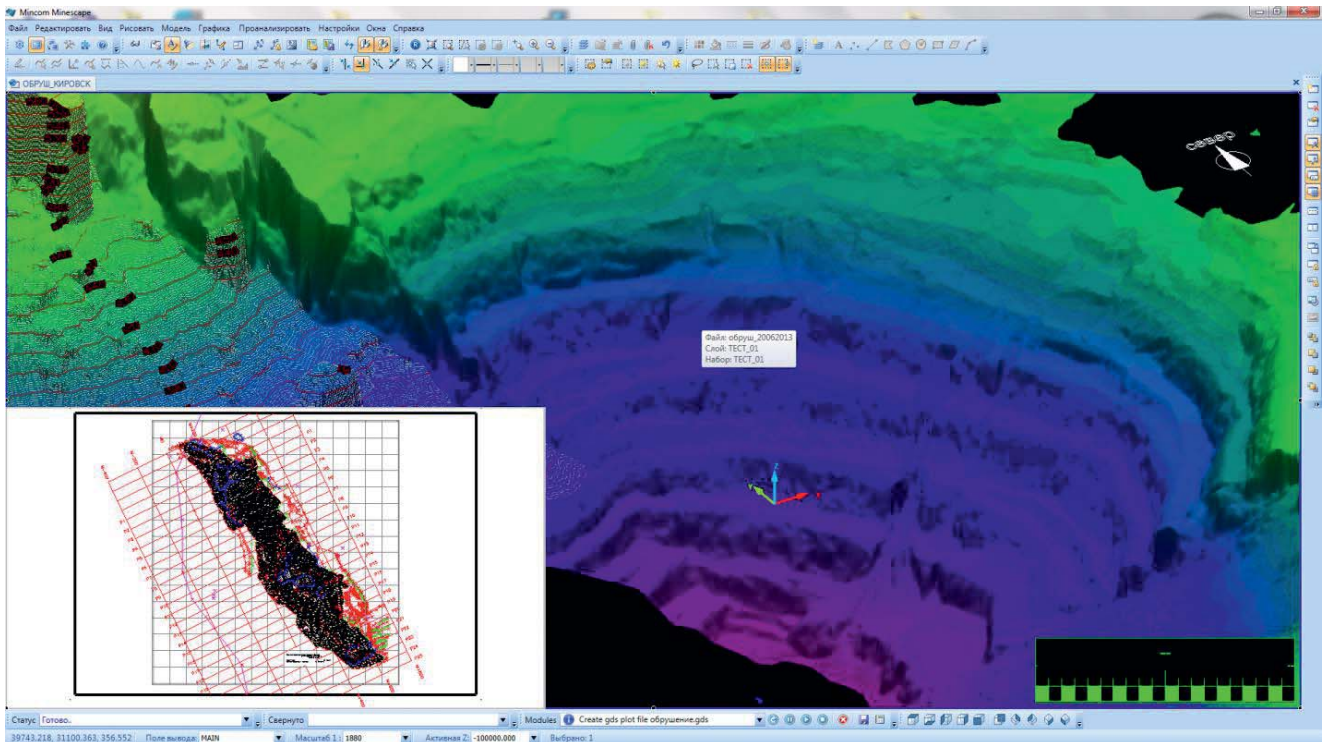 Mincom Minescape
Файл Редактировать Вид Рисовать Модель Графика Проанализировать Настройки Окна Справка
ОБРУШ_КИРОВСК
север
Файл: обруш_20062013
Слой: ТЕСТ_01
Набор: ТЕСТ_01
Z
X
Y
Статус Готово. Свернуто Modules Create gds plot file обрушение.gds
39743.218, 31100.363, 356.552 Поле вывода: MAIN Масштаб 1 : 1880 Активная Z: -100000.000 Выбрано: 1